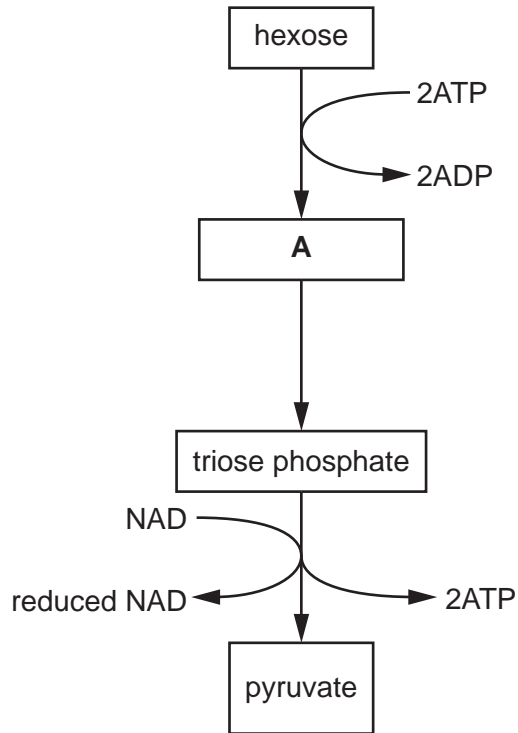 hexose
2ATP
2ADP
A
triose phosphate
NAD
reduced NAD
2ATP
pyruvate